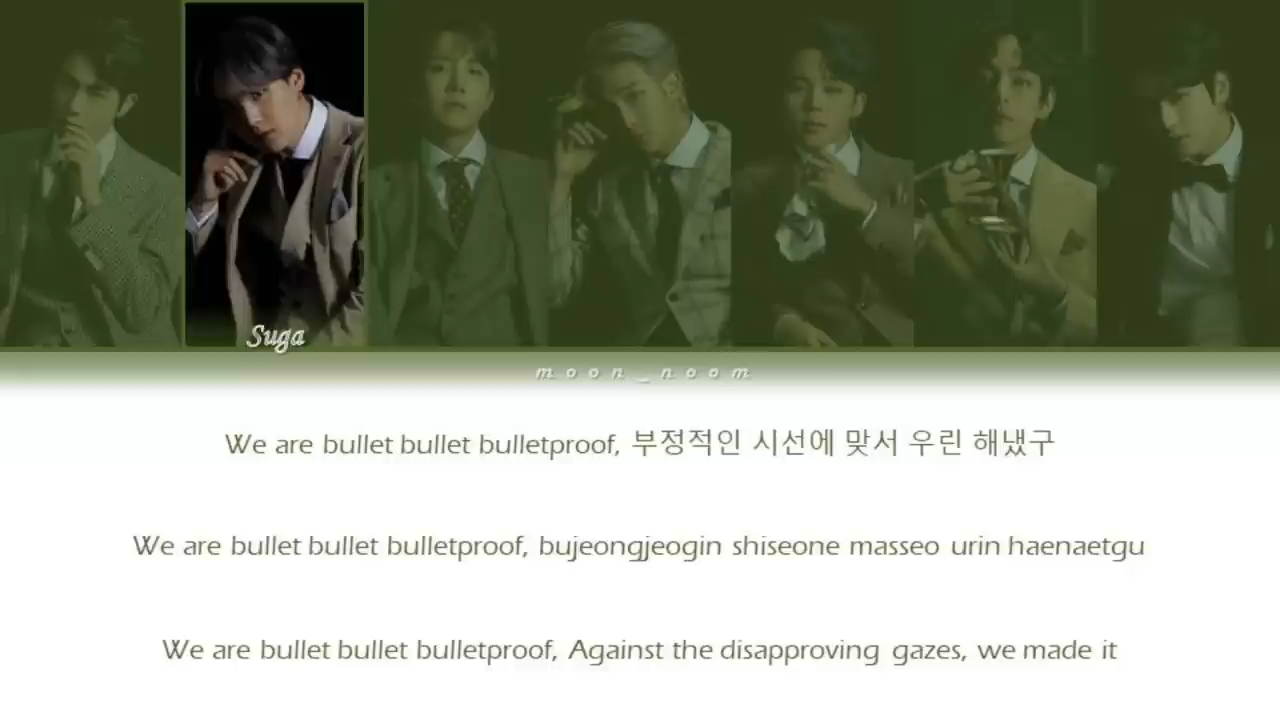 Suga
moon_noom
We are bullet bullet bulletproof, 부정적인 시선에 맞서 우린 해냈구
We are bullet bullet bulletproof, bujeongjeogin shiseone masseo urin haenaetgu
We are bullet bullet bulletproof, Against the disapproving gazes, we made it